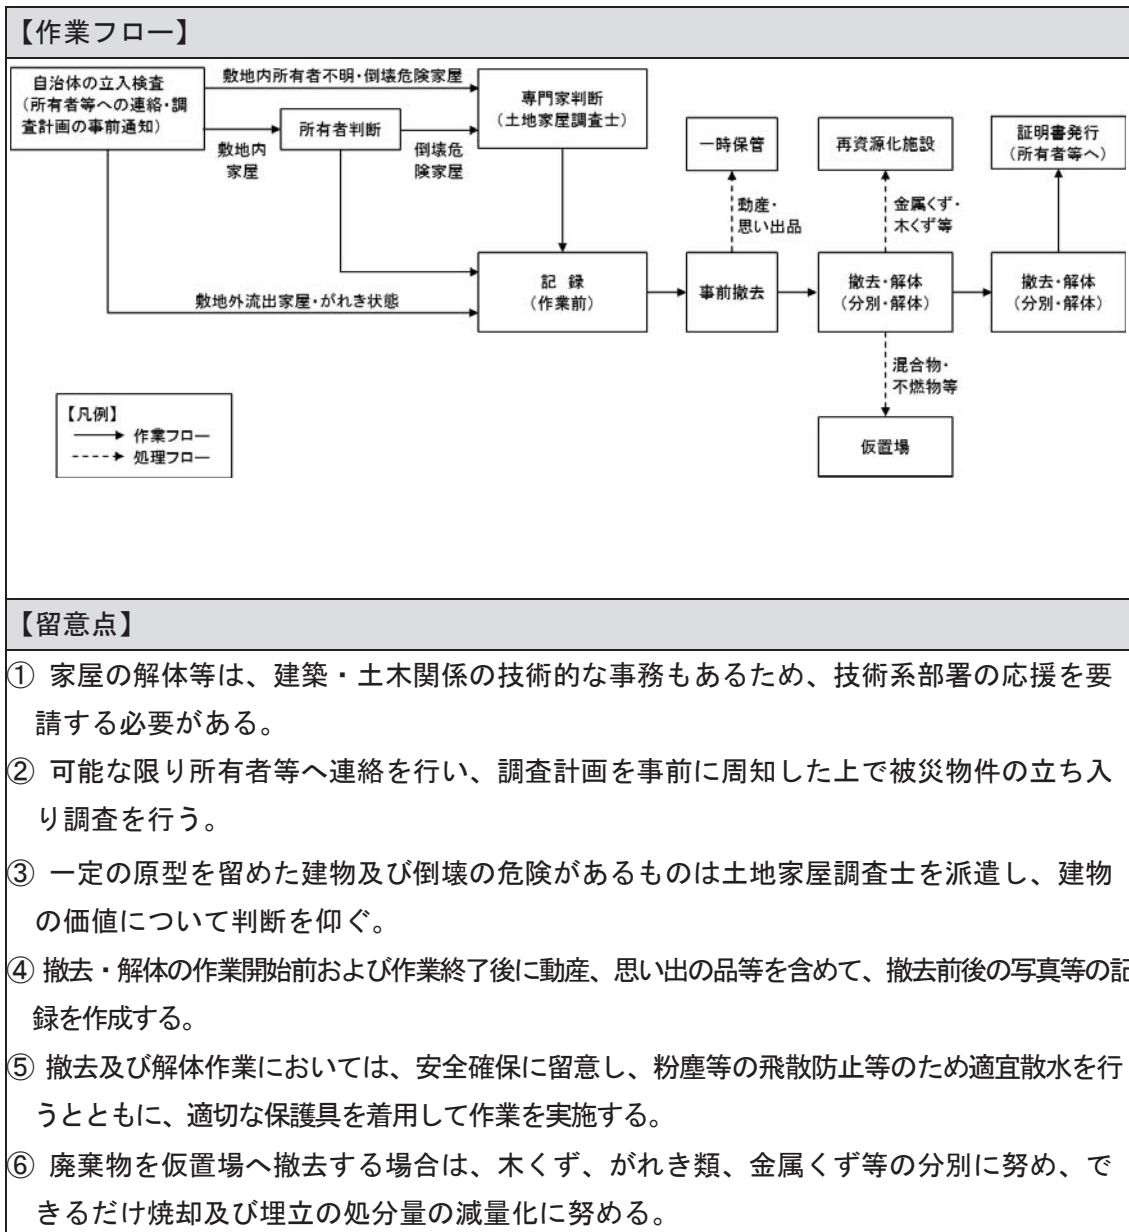 【作業フロー】
自治体の立入検査
(所有者等への連絡・調
査計画の事前通知)
敷地内所有者不明・倒壊危険家屋
敷地内
家屋
所有者判断
倒壊危
険家屋
専門家判断
(土地家屋調査士)
敷地外流出家屋・がれき状態
記 録
(作業前)
一時保管
動産・
思い出品
事前撤去
再資源化施設
金属くず・
木くず等
撤去・解体
(分別・解体)
混合物・
不燃物等
仮置場
証明書発行
(所有者等へ)
撤去・解体
(分別・解体)
【凡例】
作業フロー
処理フロー
【留意点】
① 家屋の解体等は、建築・土木関係の技術的な事務もあるため、技術系部署の応援を要
請する必要がある。
② 可能な限り所有者等へ連絡を行い、調査計画を事前に周知した上で被災物件の立ち入
り調査を行う。
③ 一定の原型を留めた建物及び倒壊の危険があるものは土地家屋調査士を派遣し、建物
の価値について判断を仰ぐ。
④ 撤去・解体の作業開始前および作業終了後に動産、思い出の品等を含めて、撤去前後の写真等の記
録を作成する。
⑤ 撤去及び解体作業においては、安全確保に留意し、粉塵等の飛散防止等のため適宜散水を行
うとともに、適切な保護具を着用して作業を実施する。
⑥ 廃棄物を仮置場へ撤去する場合は、木くず、がれき類、金属くず等の分別に努め、で
きるだけ焼却及び埋立の処分量の減量化に努める。